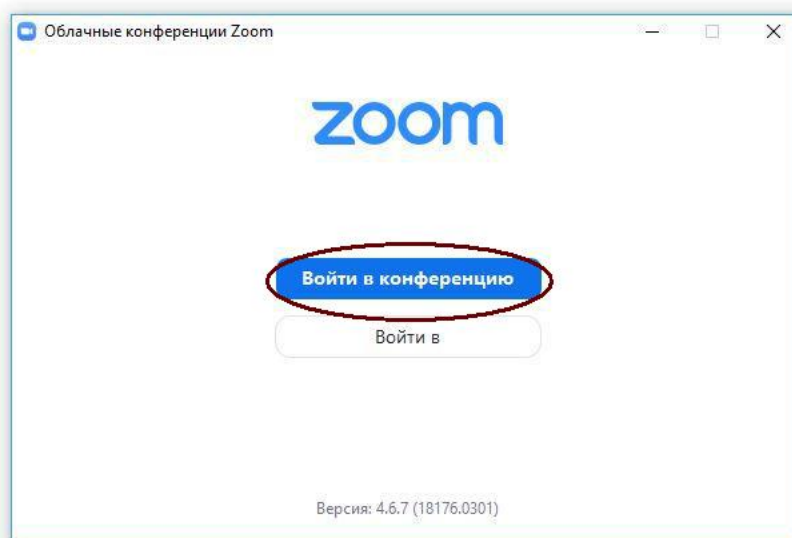 Облачные конференции Zoom
zoom
Войти в конференцию
Войти в
Версия: 4.6.7 (18176.0301)